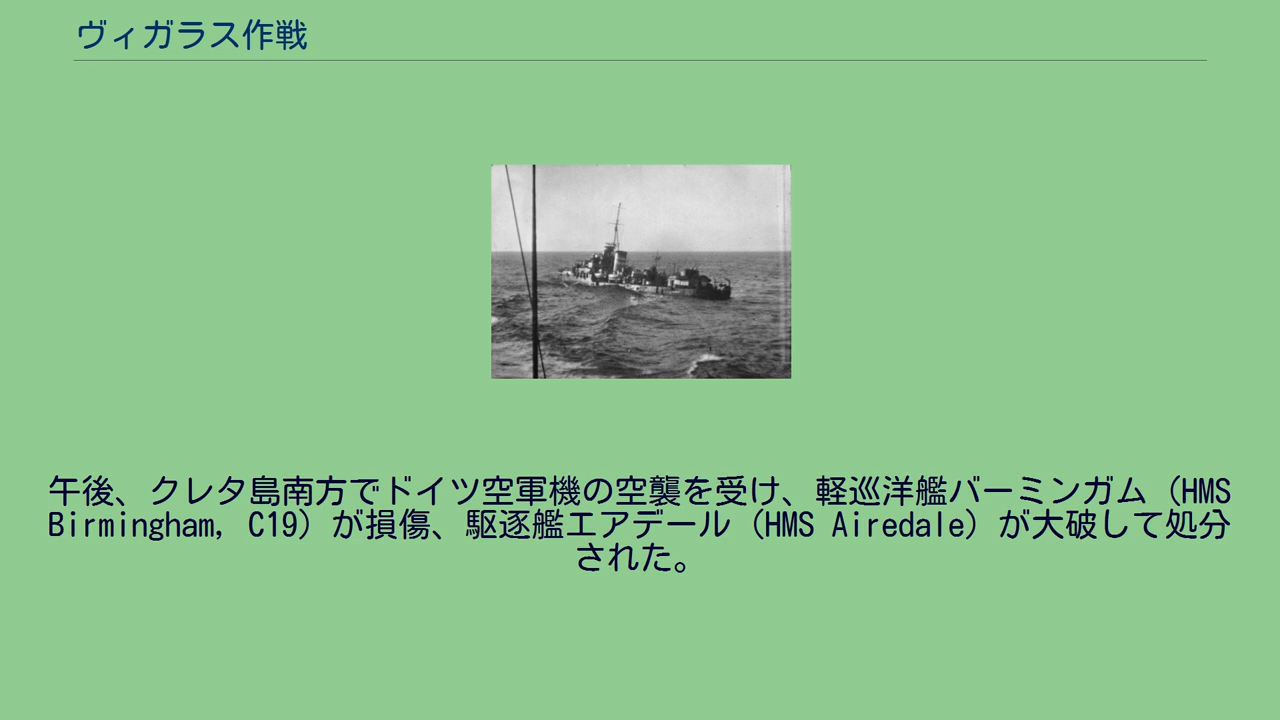 ヴィガラス作戦
午後、クレタ島南方でドイツ空軍機の空襲を受け、軽巡洋艦バーミンガム（HMS
Birmingham, C19）が損傷、駆逐艦エアデール（HMS Airedale）が大破して処分
された。